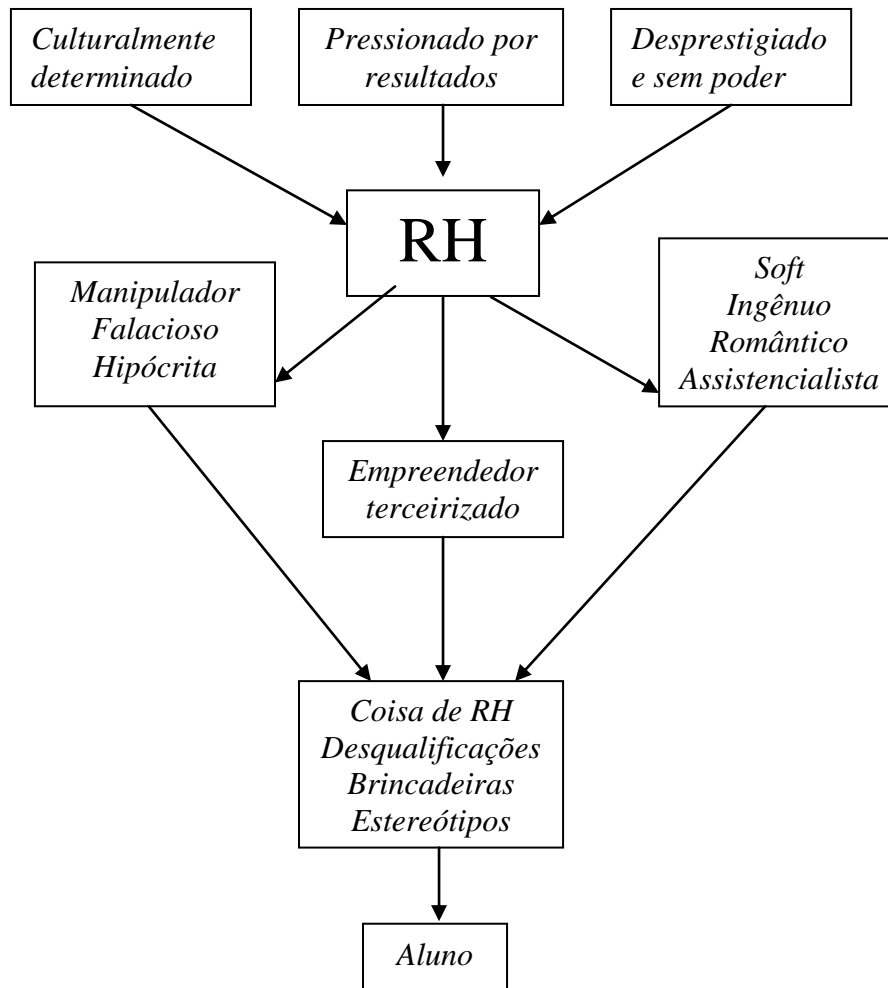 Culturalmente
determinado
Pressionado por
resultados
Desprestigiado
e sem poder
RH
Manipulador
Falacioso
Hipócrita
Soft
Ingênuo
Romântico
Assistencialista
Empreendedor
terceirizado
Coisa de RH
Desqualificações
Brincadeiras
Estereótipos
Aluno